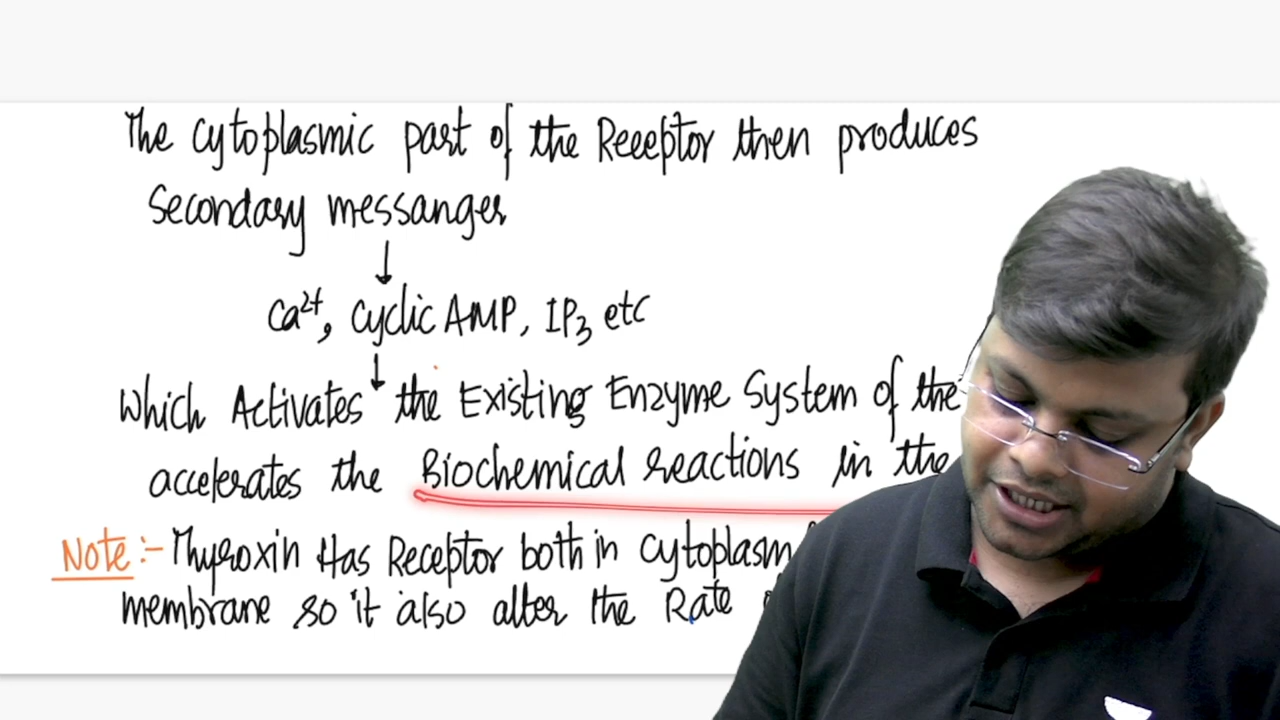 The Cytoplasmic part of the Receptor then produces
Secondary messanger
↓
Ca²⁺, Cyclic AMP, IP₃ etc
↓
which Activates the Existing Enzyme System of the
accelerates the Biochemical reactions in the
Note:- Thyroxin Has Receptor both in cytoplasm
membrane so it also alter the Rate